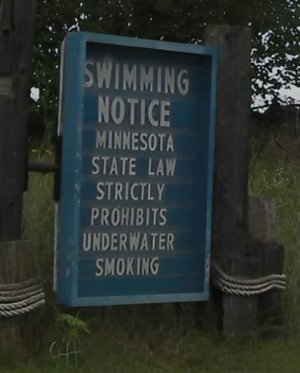 SWIMMING
NOTICE
MINNESOTA
STATE LAW
STRICTLY
PROHIBITS
UNDERWATER
SMOKING